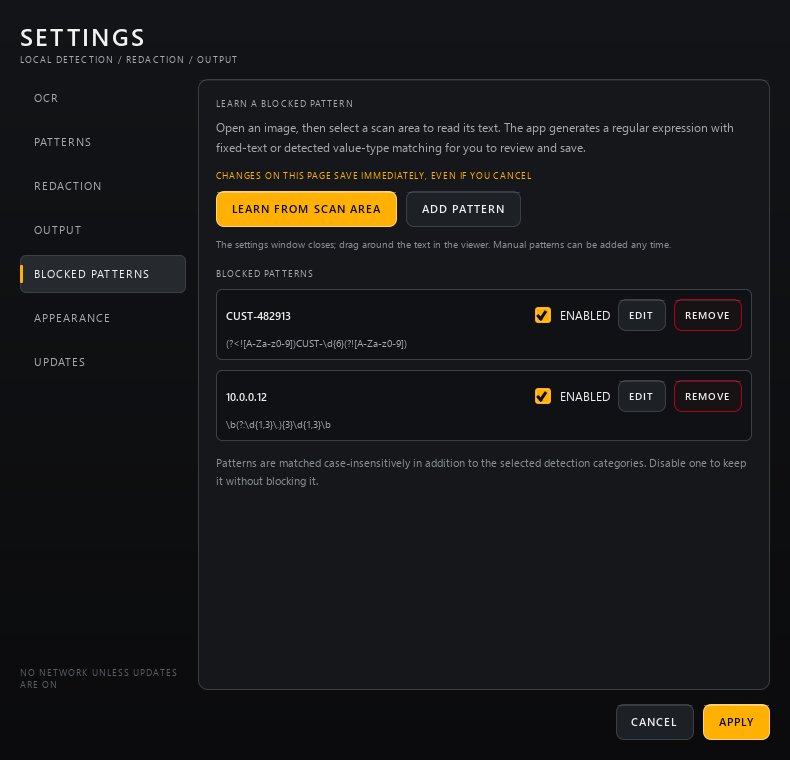 SETTINGS
LOCAL DETECTION / REDACTION / OUTPUT
OCR
PATTERNS
REDACTION
OUTPUT
BLOCKED PATTERNS
APPEARANCE
UPDATES
NO NETWORK UNLESS UPDATES
ARE ON
LEARN A BLOCKED PATTERN
Open an image, then select a scan area to read its text. The app generates a regular expression with
fixed-text or detected value-type matching for you to review and save.
CHANGES ON THIS PAGE SAVE IMMEDIATELY, EVEN IF YOU CANCEL
LEARN FROM SCAN AREA
ADD PATTERN
The settings window closes; drag around the text in the viewer. Manual patterns can be added any time.
BLOCKED PATTERNS
CUST-482913
ENABLED
EDIT
REMOVE
(?<![A-Za-z0-9])CUST-\d{6}(?![A-Za-z0-9])
10.0.0.12
ENABLED
EDIT
REMOVE
\b(?:\d{1,3}\.){3}\d{1,3}\b
Patterns are matched case-insensitively in addition to the selected detection categories. Disable one to keep
it without blocking it.
CANCEL
APPLY